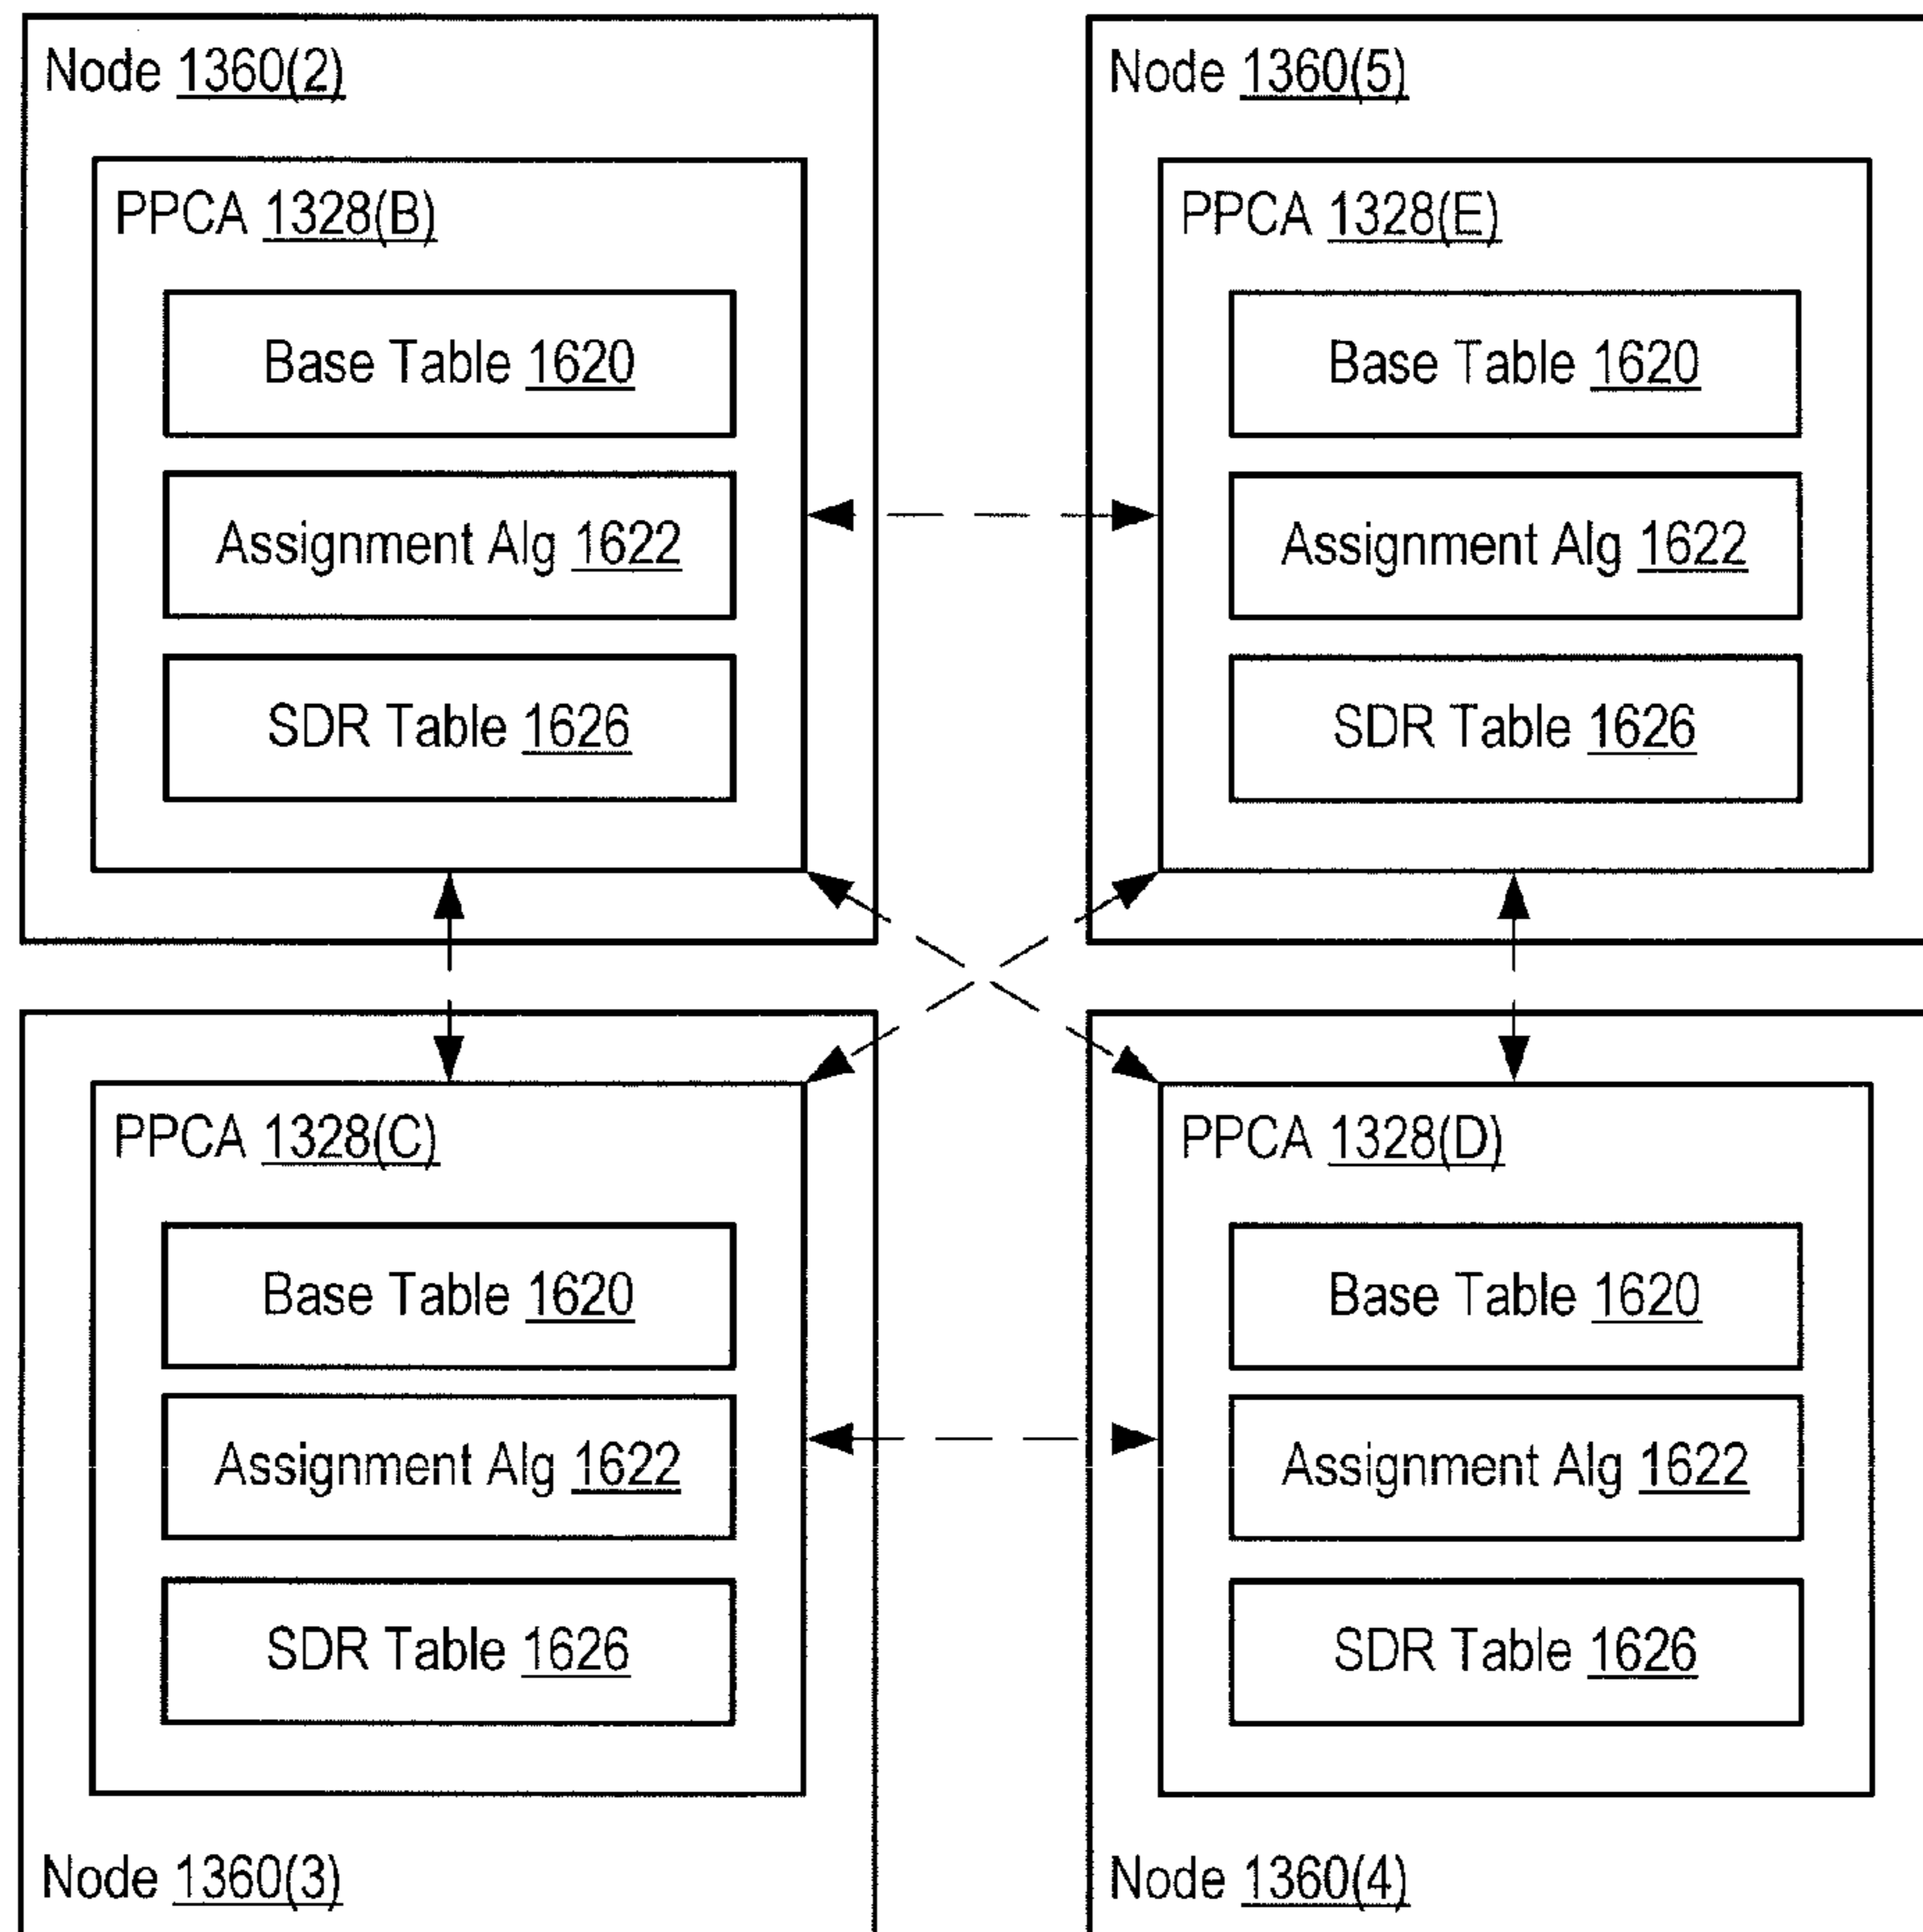 Node 1360(2)
PPCA 1328(B)
Base Table 1620
Assignment Alg 1622
SDR Table 1626
Node 1360(5)
PPCA 1328(E)
Base Table 1620
Assignment Alg 1622
SDR Table 1626
PPCA 1328(C)
Base Table 1620
Assignment Alg 1622
SDR Table 1626
Node 1360(3)
PPCA 1328(D)
Base Table 1620
Assignment Alg 1622
SDR Table 1626
Node 1360(4)